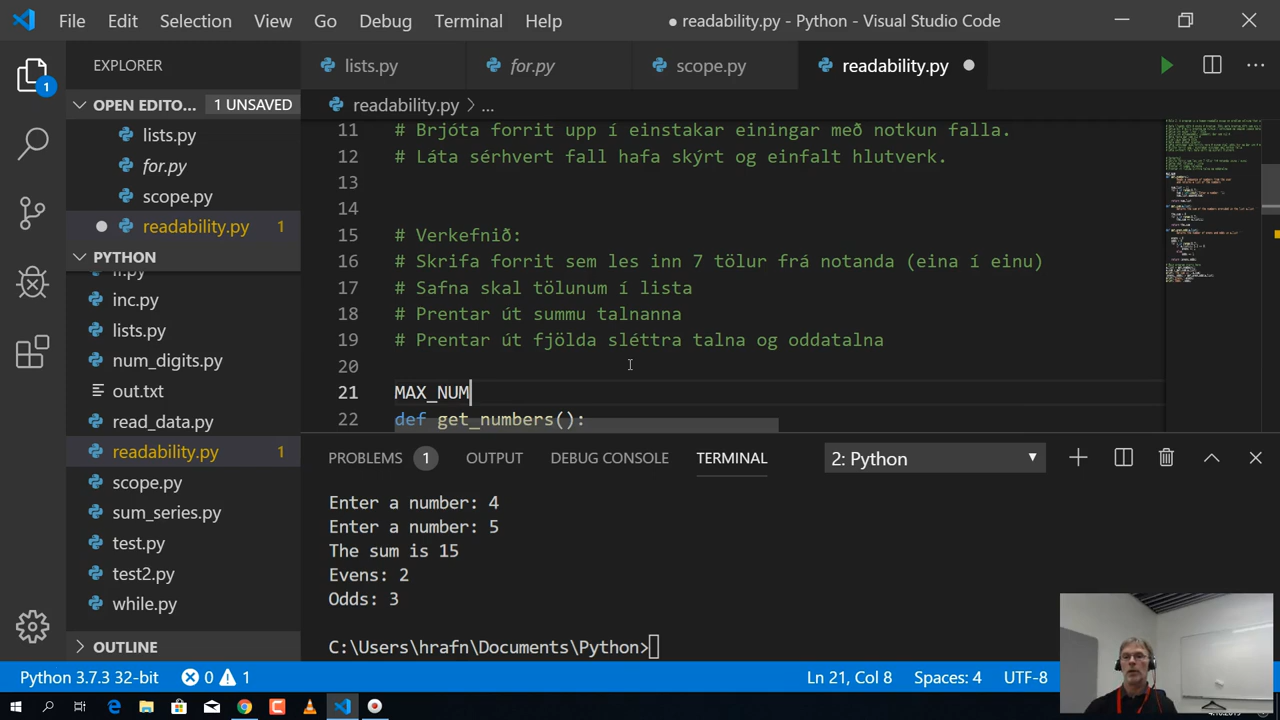 File Edit Selection View Go Debug Terminal Help ● readability.py - Python - Visual Studio Code
EXPLORER lists.py for.py scope.py readability.py
OPEN EDITO... 1 UNSAVED readability.py > ...
lists.py
for.py
scope.py
readability.py 1
PYTHON
inc.py
lists.py
num_digits.py
out.txt
read_data.py
readability.py 1
scope.py
sum_series.py
test.py
test2.py
while.py
OUTLINE
11 # Brjóta forrit upp í einstakar einingar með notkun falla.
12 # Láta sérhvert fall hafa skýrt og einfalt hlutverk.
13
14
15 # Verkefnið:
16 # Skrifa forrit sem les inn 7 tölur frá notanda (eina í einu)
17 # Safna skal tölunum í lista
18 # Prentar út summu talnanna
19 # Prentar út fjölda sléttra talna og oddatalna
20
21 MAX_NUM
22 def get_numbers():
PROBLEMS 1 OUTPUT DEBUG CONSOLE TERMINAL 2: Python
Enter a number: 4
Enter a number: 5
The sum is 15
Evens: 2
Odds: 3
C:\Users\hrafn\Documents\Python>
Python 3.7.3 32-bit 0 1 Ln 21, Col 8 Spaces: 4 UTF-8